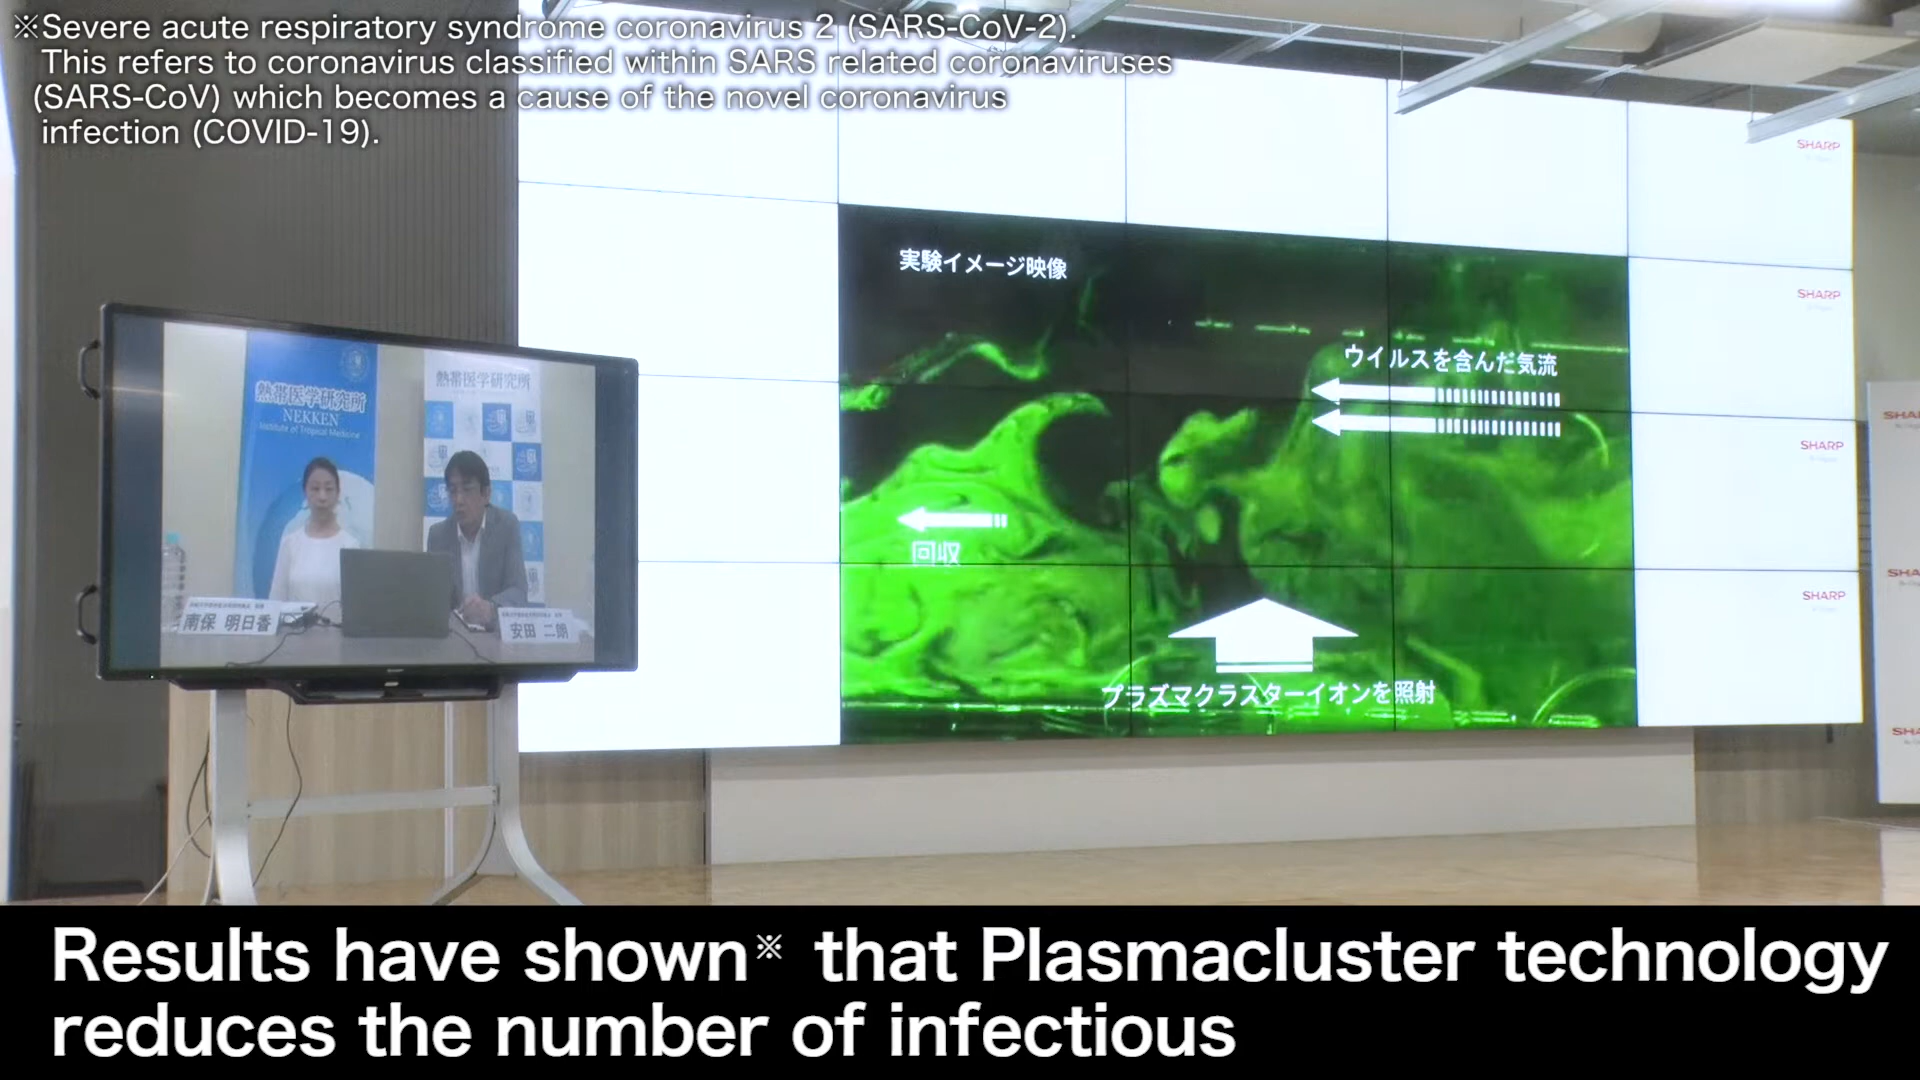 ※Severe acute respiratory syndrome coronavirus 2 (SARS-CoV-2).
This refers to coronavirus classified within SARS related coronaviruses
(SARS-CoV) which becomes a cause of the novel coronavirus
infection (COVID-19).
SHARP
実験イメージ映像
SHARP
ウイルスを含んだ気流
熱帯医学研究所
熱帯医学研究所
NEKKEN
Institute of Tropical Medicine
SHARP
回収
SHARP
南保 明日香
安田 二朗
プラズマクラスターイオンを照射
Results have shown※ that Plasmacluster technology
reduces the number of infectious